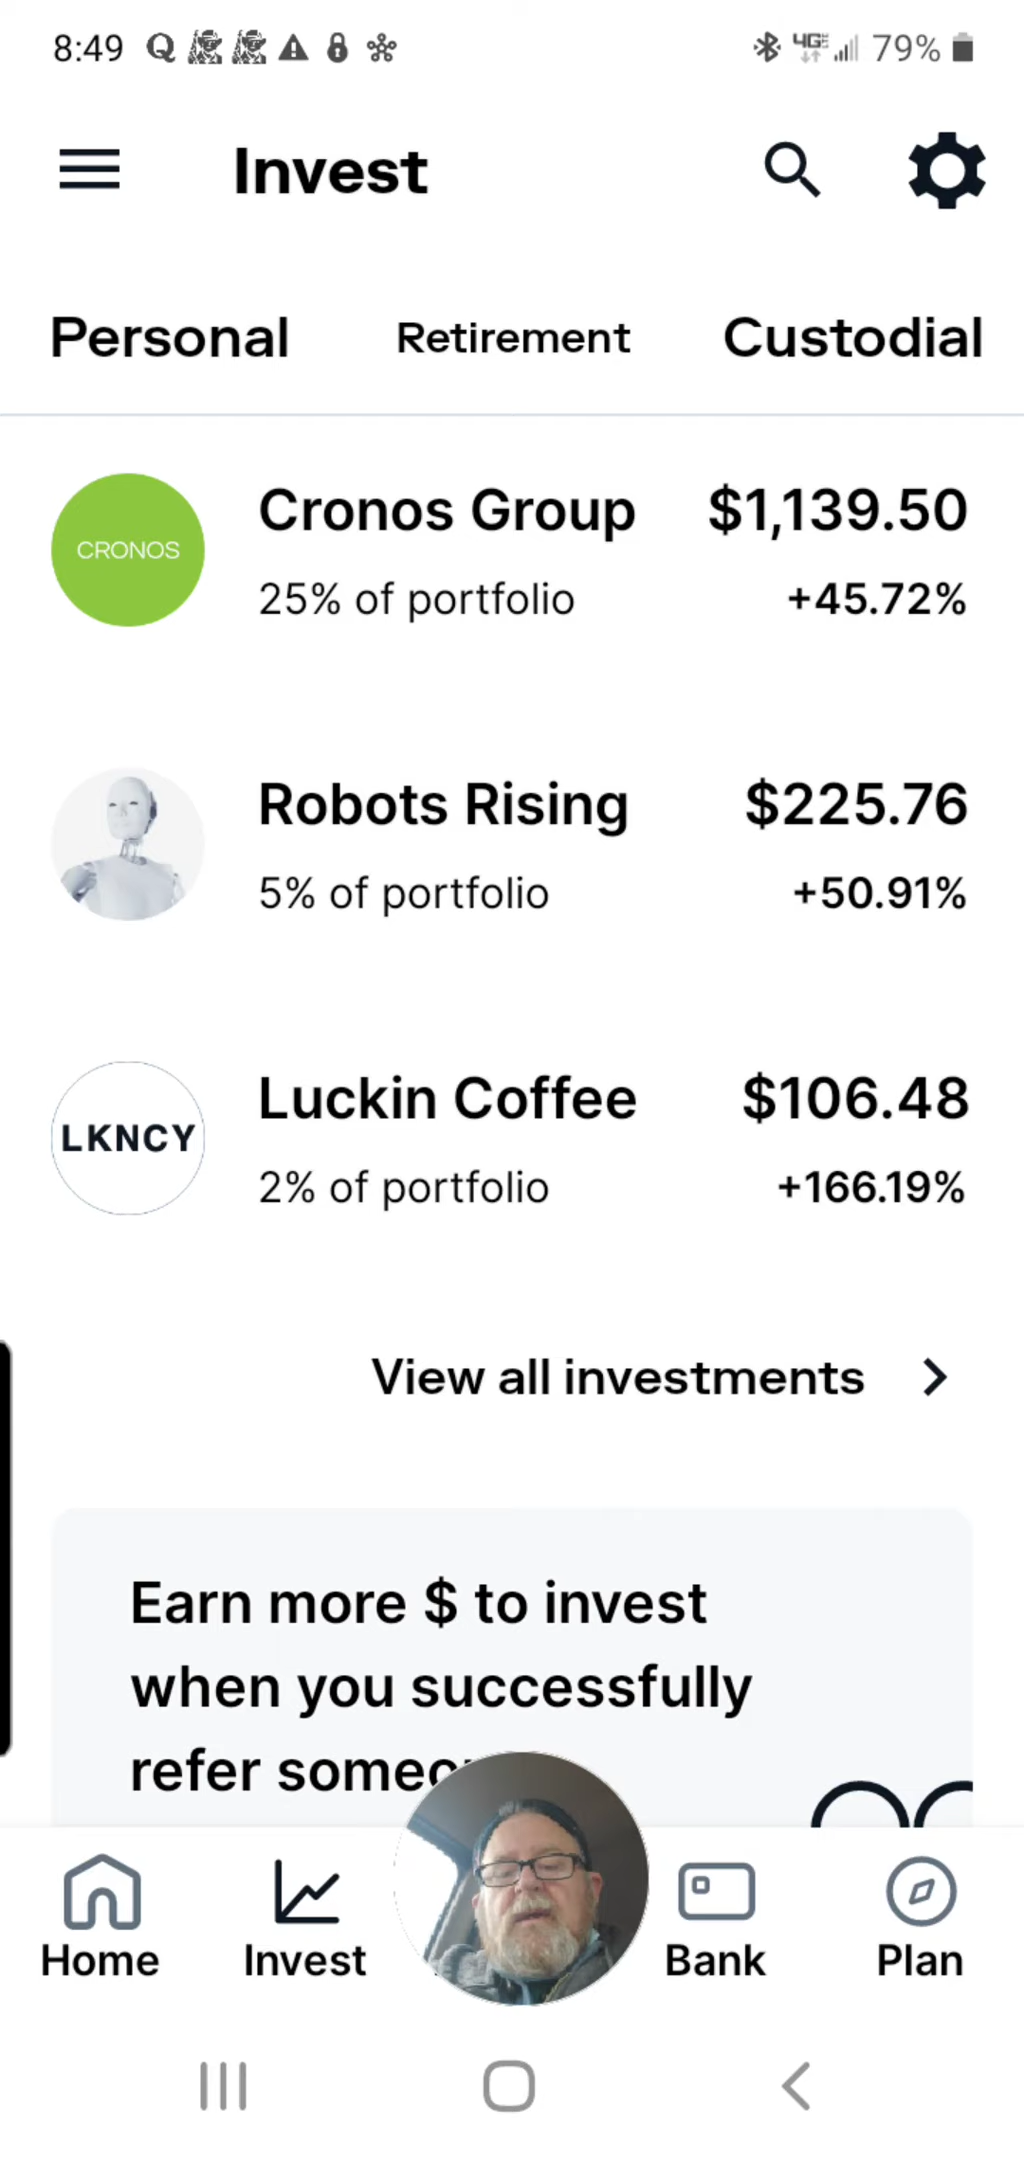 8:49 Q 4GE 79%
Invest
Personal Retirement Custodial
CRONOS
Cronos Group $1,139.50
25% of portfolio +45.72%
Robots Rising $225.76
5% of portfolio +50.91%
LKNCY
Luckin Coffee $106.48
2% of portfolio +166.19%
View all investments
Earn more $ to invest
when you successfully
refer
Home Invest Bank Plan